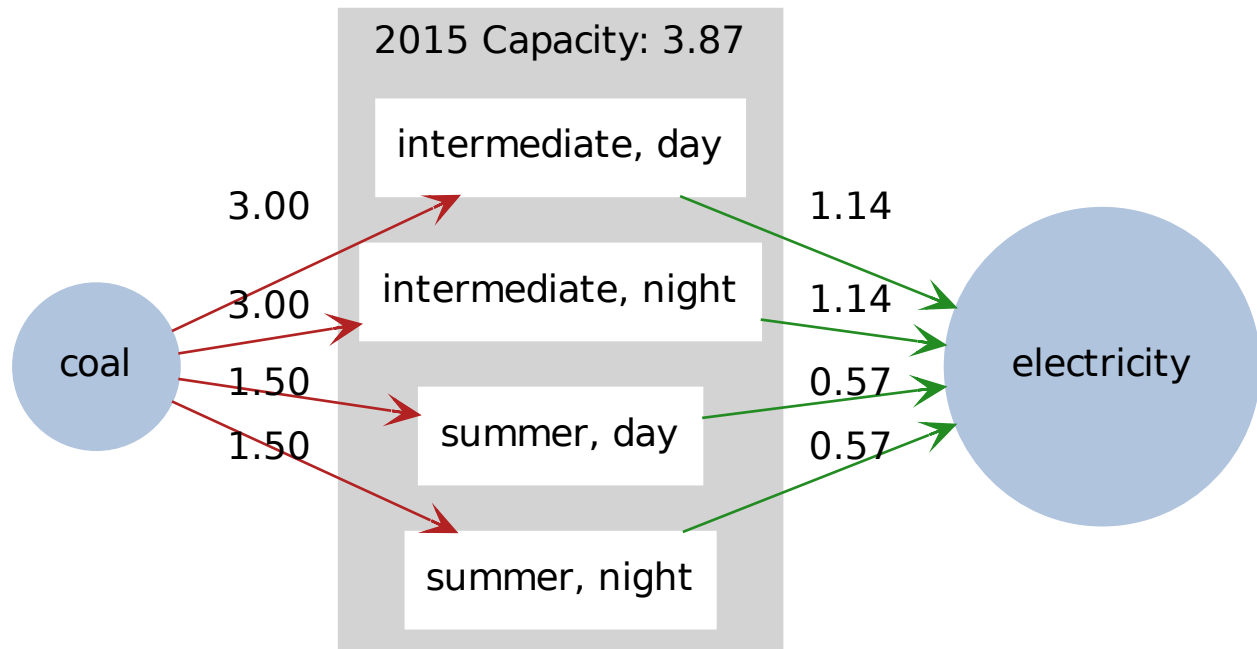 2015 Capacity: 3.87
intermediate, day
3.00
1.14
intermediate, night
3.00
1.14
coal
electricity
1.50
0.57
summer, day
1.50
0.57
summer, night